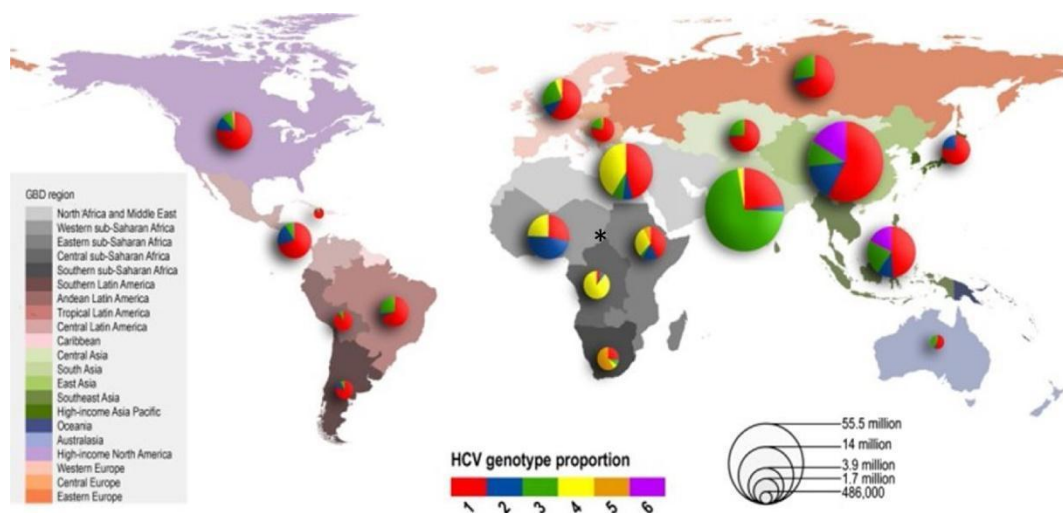 *
GBD region
North Africa and Middle East
Western sub-Saharan Africa
Eastern sub-Saharan Africa
Central sub-Saharan Africa
Southern sub-Saharan Africa
Southern Latin America
Andean Latin America
Tropical Latin America
Central Latin America
Caribbean
Central Asia
South Asia
East Asia
Southeast Asia
High-income Asia Pacific
Oceania
Australasia
High-income North America
Western Europe
Central Europe
Eastern Europe
HCV genotype proportion
1 2 3 4 5 6
55.5 million
14 million
3.9 million
1.7 million
486,000